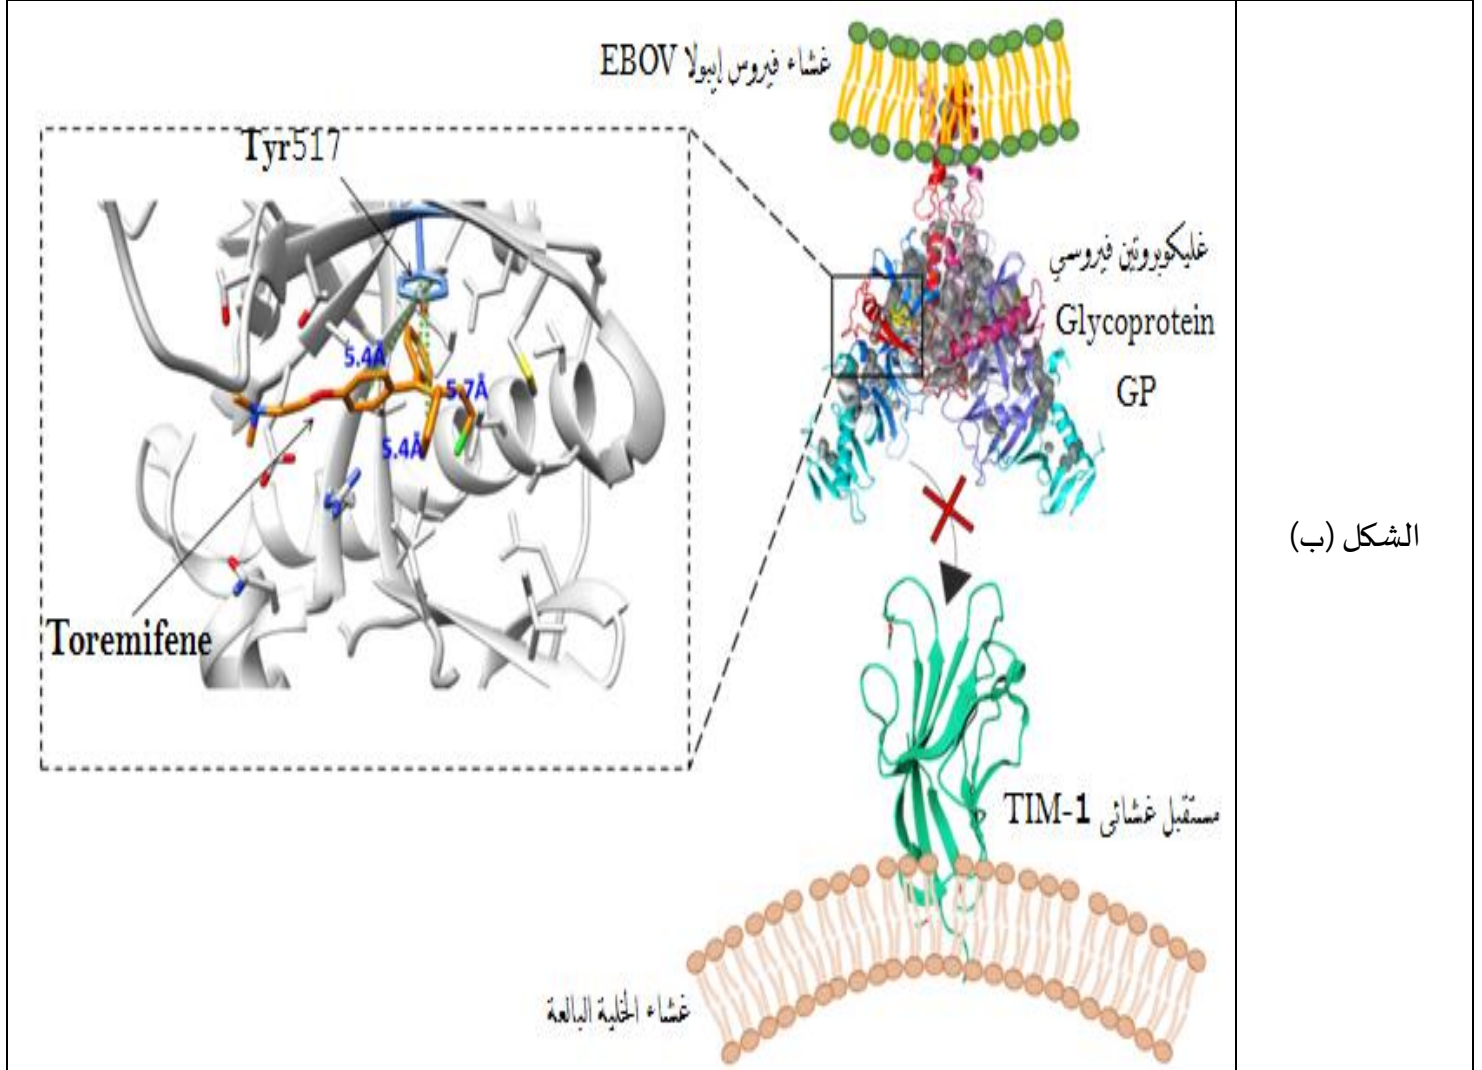 غشاء فيروس إيبولا EBOV
Tyr517
غليكوبروتين فيروسي
Glycoprotein
GP
5.4Å
5.7Å
5.4Å
الشكل (ب)
Toremifene
مستقبل غشائي TIM-1
غشاء الخلية البالعة